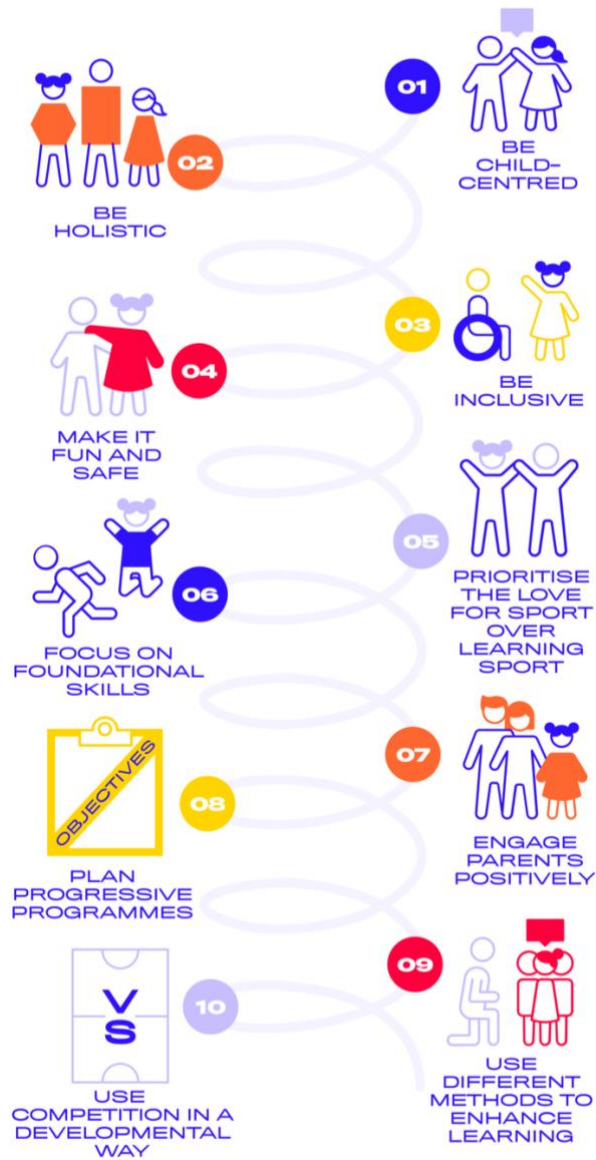 01
BE
CHILD-
CENTRED
02
BE
HOLISTIC
03
BE
INCLUSIVE
04
MAKE IT
FUN AND
SAFE
05
PRIORITISE
THE LOVE
FOR SPORT
OVER
LEARNING
SPORT
06
FOCUS ON
FOUNDATIONAL
SKILLS
07
ENGAGE
PARENTS
POSITIVELY
08
OBJECTIVES
PLAN
PROGRESSIVE
PROGRAMMES
09
USE
DIFFERENT
METHODS TO
ENHANCE
LEARNING
10
V
S
USE
COMPETITION IN A
DEVELOPMENTAL
WAY